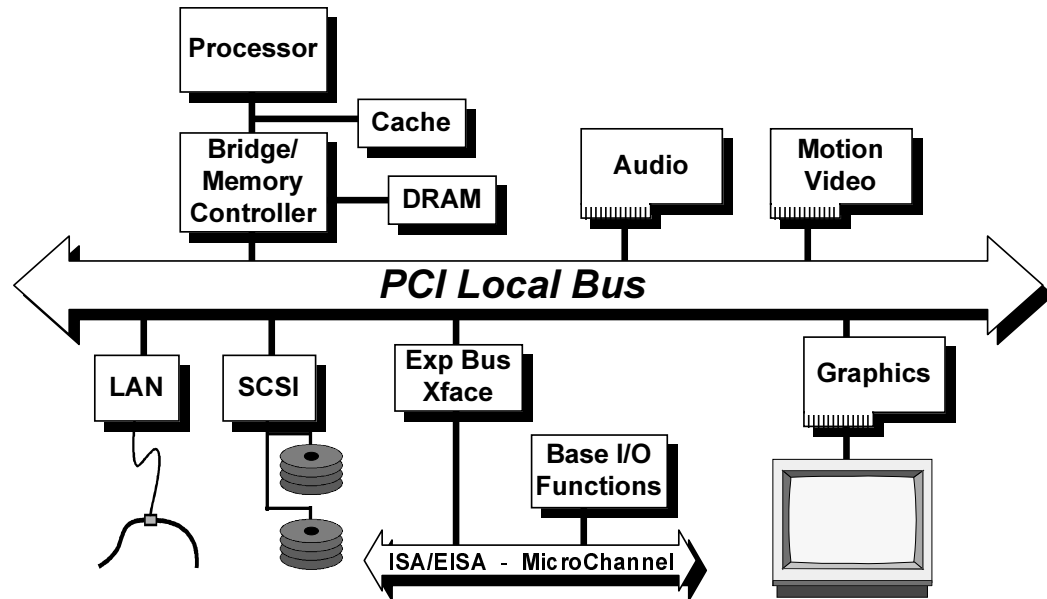 Processor
Cache
Bridge/
Memory
Controller
DRAM
Audio
Motion
Video
PCI Local Bus
LAN
SCSI
Exp Bus
Xface
Graphics
Base I/O
Functions
ISA/EISA - MicroChannel